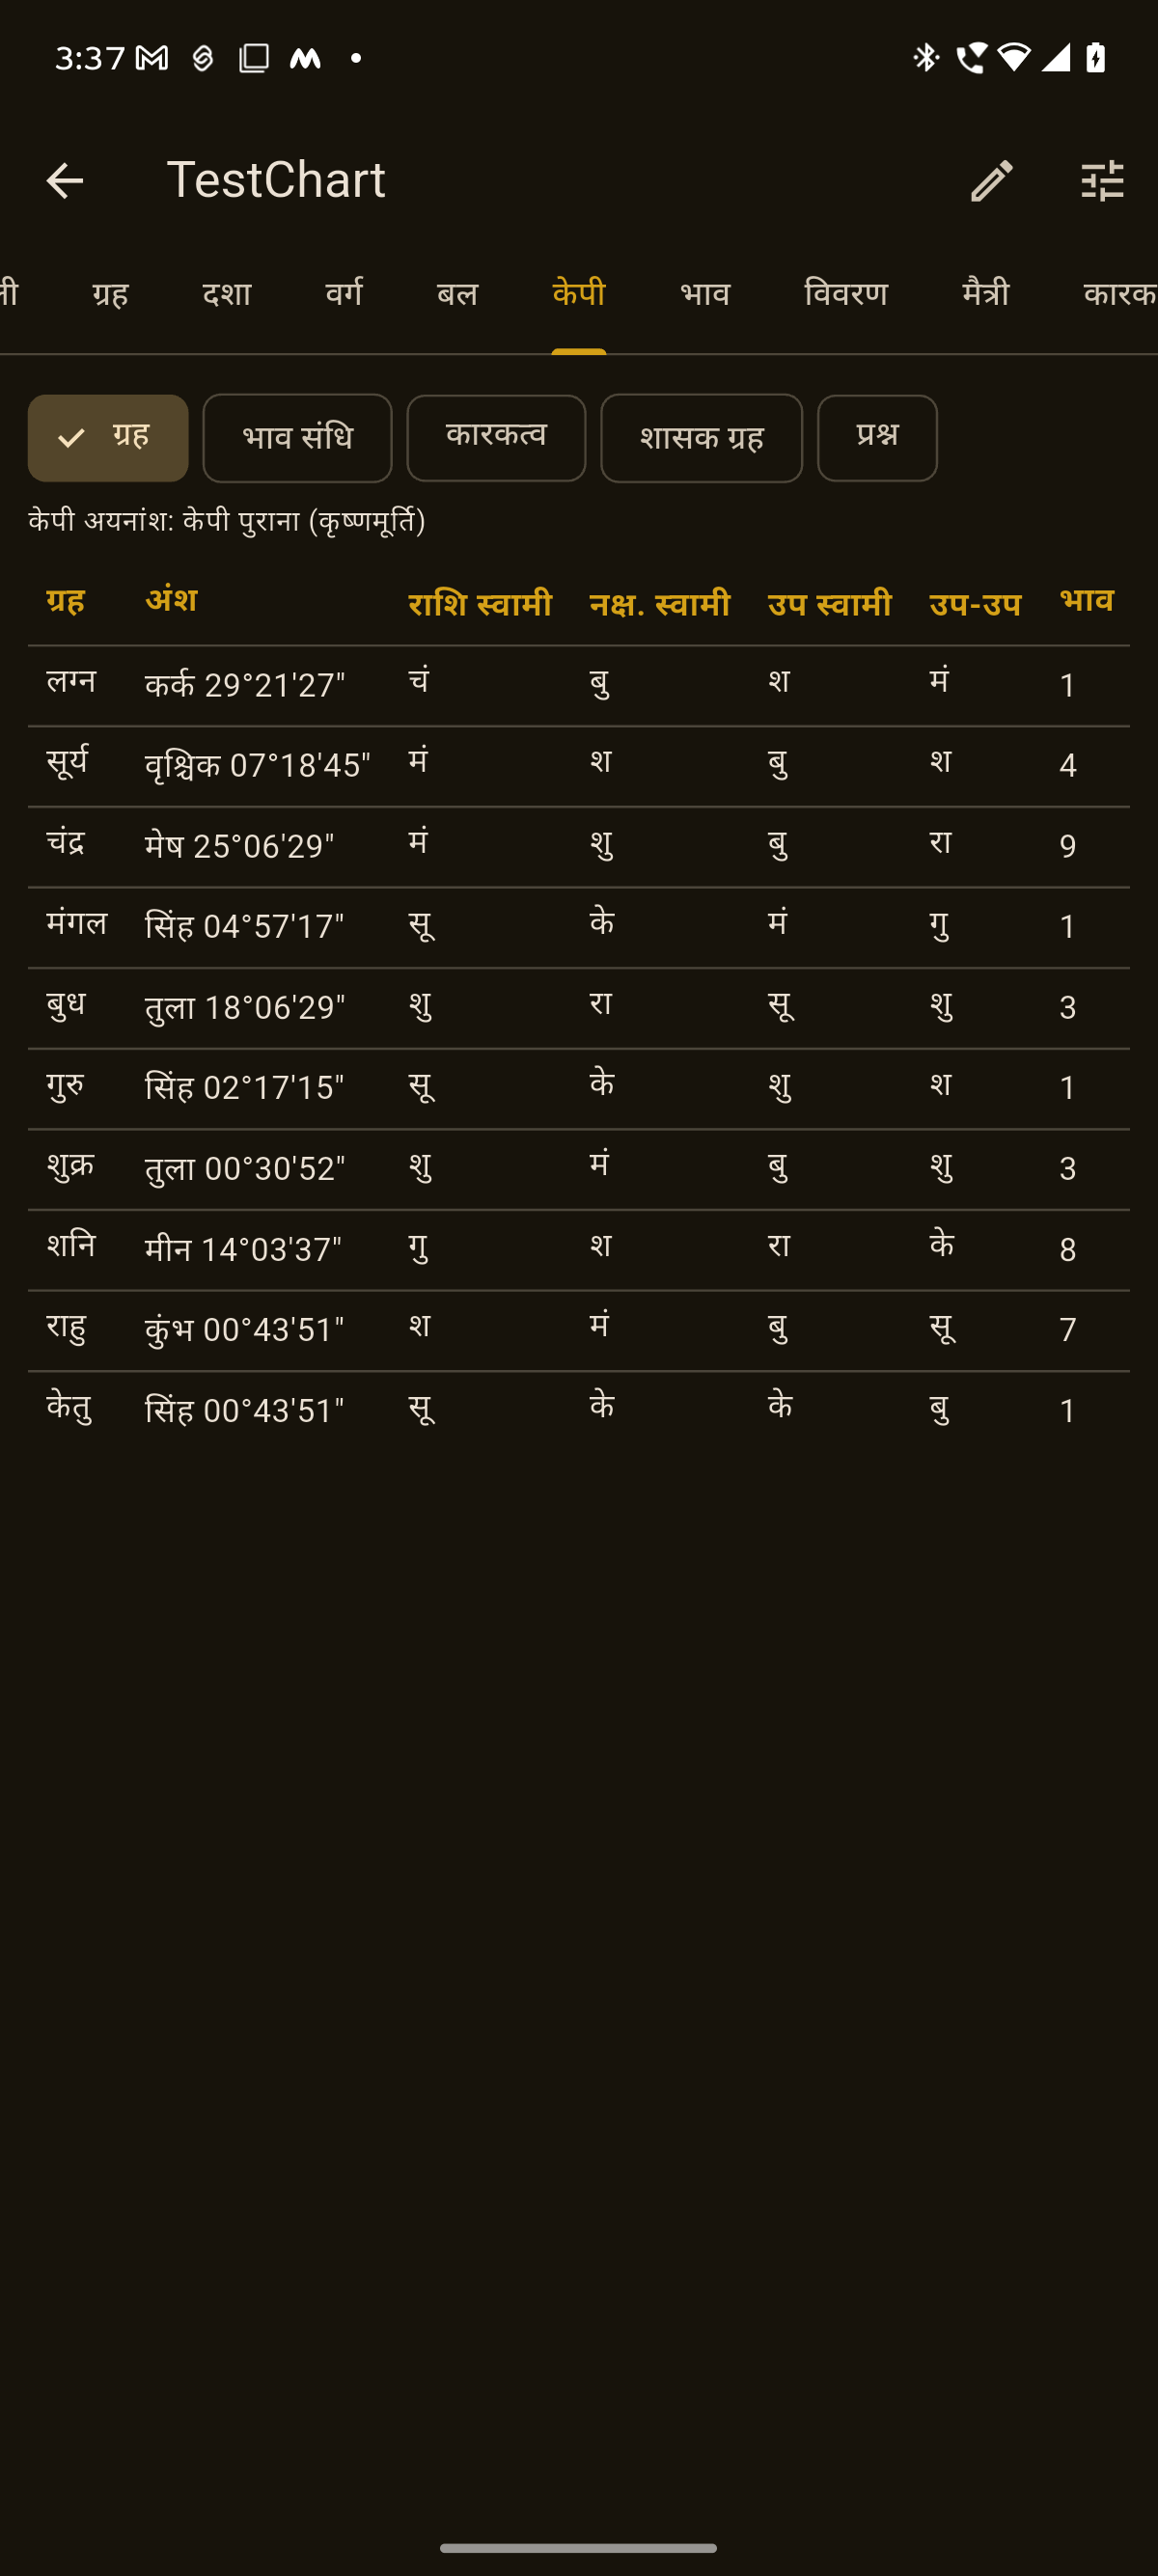 3:37
TestChart
ली ग्रह दशा वर्ग बल केपी भाव विवरण मैत्री कारक
ग्रह भाव संधि कारकत्व शासक ग्रह प्रश्न
केपी अयनांश: केपी पुराना (कृष्णमूर्ति)
ग्रह अंश राशि स्वामी नक्ष. स्वामी उप स्वामी उप-उप भाव
लग्न कर्क 29°21'27" चं बु श मं 1
सूर्य वृश्चिक 07°18'45" मं श बु श 4
चंद्र मेष 25°06'29" मं शु बु रा 9
मंगल सिंह 04°57'17" सू के मं गु 1
बुध तुला 18°06'29" शु रा सू शु 3
गुरु सिंह 02°17'15" सू के शु श 1
शुक्र तुला 00°30'52" शु मं बु शु 3
शनि मीन 14°03'37" गु श रा के 8
राहु कुंभ 00°43'51" श मं बु सू 7
केतु सिंह 00°43'51" सू के के बु 1